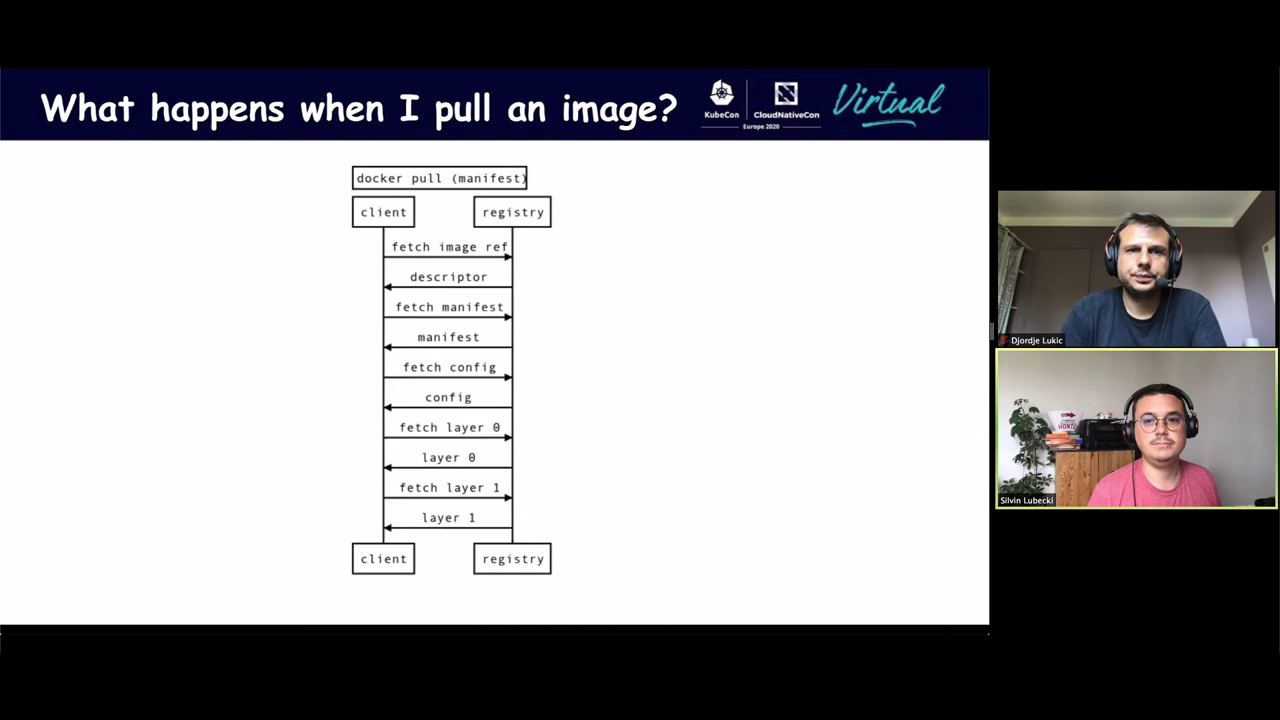 What happens when I pull an image?
KubeCon
CloudNativeCon
Europe 2020
Virtual
docker pull (manifest)
client
registry
fetch image ref
descriptor
fetch manifest
manifest
fetch config
config
fetch layer 0
layer 0
fetch layer 1
layer 1
client
registry
Djordje Lukic
Silvin Lubecki